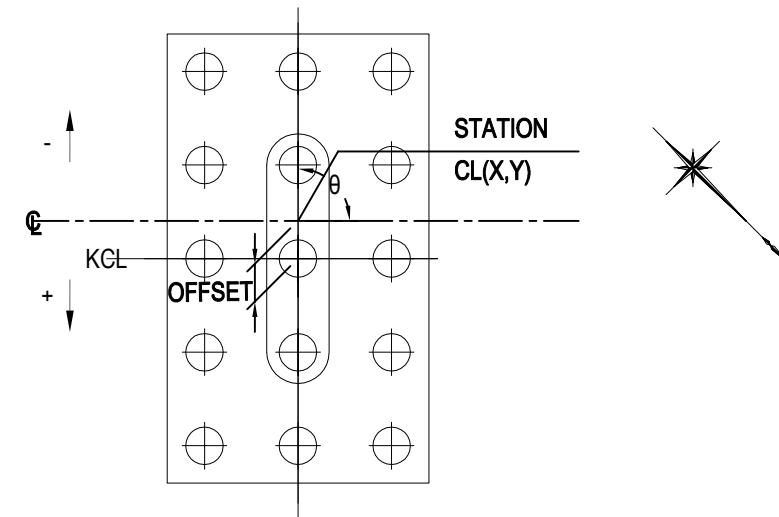 -
STATION
CL(X,Y)
θ
℄
KCL
+
OFFSET